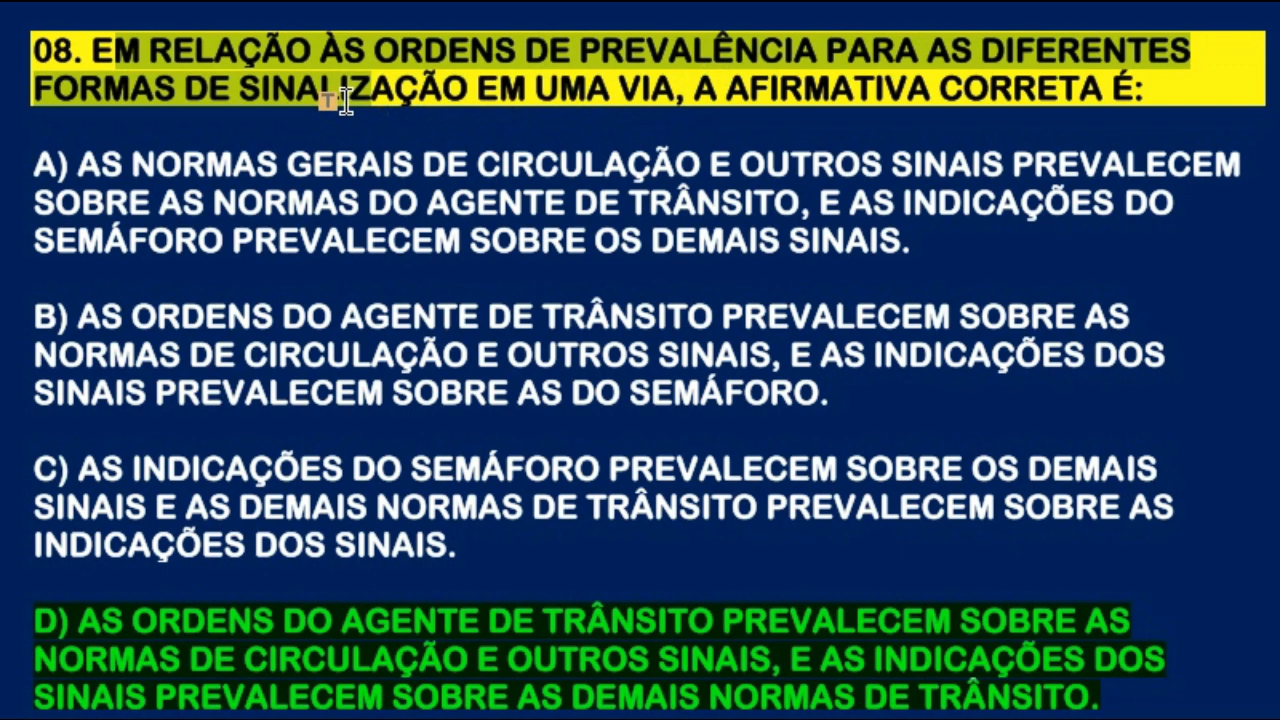 08. EM RELAÇÃO ÀS ORDENS DE PREVALÊNCIA PARA AS DIFERENTES
FORMAS DE SINALIZAÇÃO EM UMA VIA, A AFIRMATIVA CORRETA É:
A) AS NORMAS GERAIS DE CIRCULAÇÃO E OUTROS SINAIS PREVALECEM
SOBRE AS NORMAS DO AGENTE DE TRÂNSITO, E AS INDICAÇÕES DO
SEMÁFORO PREVALECEM SOBRE OS DEMAIS SINAIS.
B) AS ORDENS DO AGENTE DE TRÂNSITO PREVALECEM SOBRE AS
NORMAS DE CIRCULAÇÃO E OUTROS SINAIS, E AS INDICAÇÕES DOS
SINAIS PREVALECEM SOBRE AS DO SEMÁFORO.
C) AS INDICAÇÕES DO SEMÁFORO PREVALECEM SOBRE OS DEMAIS
SINAIS E AS DEMAIS NORMAS DE TRÂNSITO PREVALECEM SOBRE AS
INDICAÇÕES DOS SINAIS.
D) AS ORDENS DO AGENTE DE TRÂNSITO PREVALECEM SOBRE AS
NORMAS DE CIRCULAÇÃO E OUTROS SINAIS, E AS INDICAÇÕES DOS
SINAIS PREVALECEM SOBRE AS DEMAIS NORMAS DE TRÂNSITO.